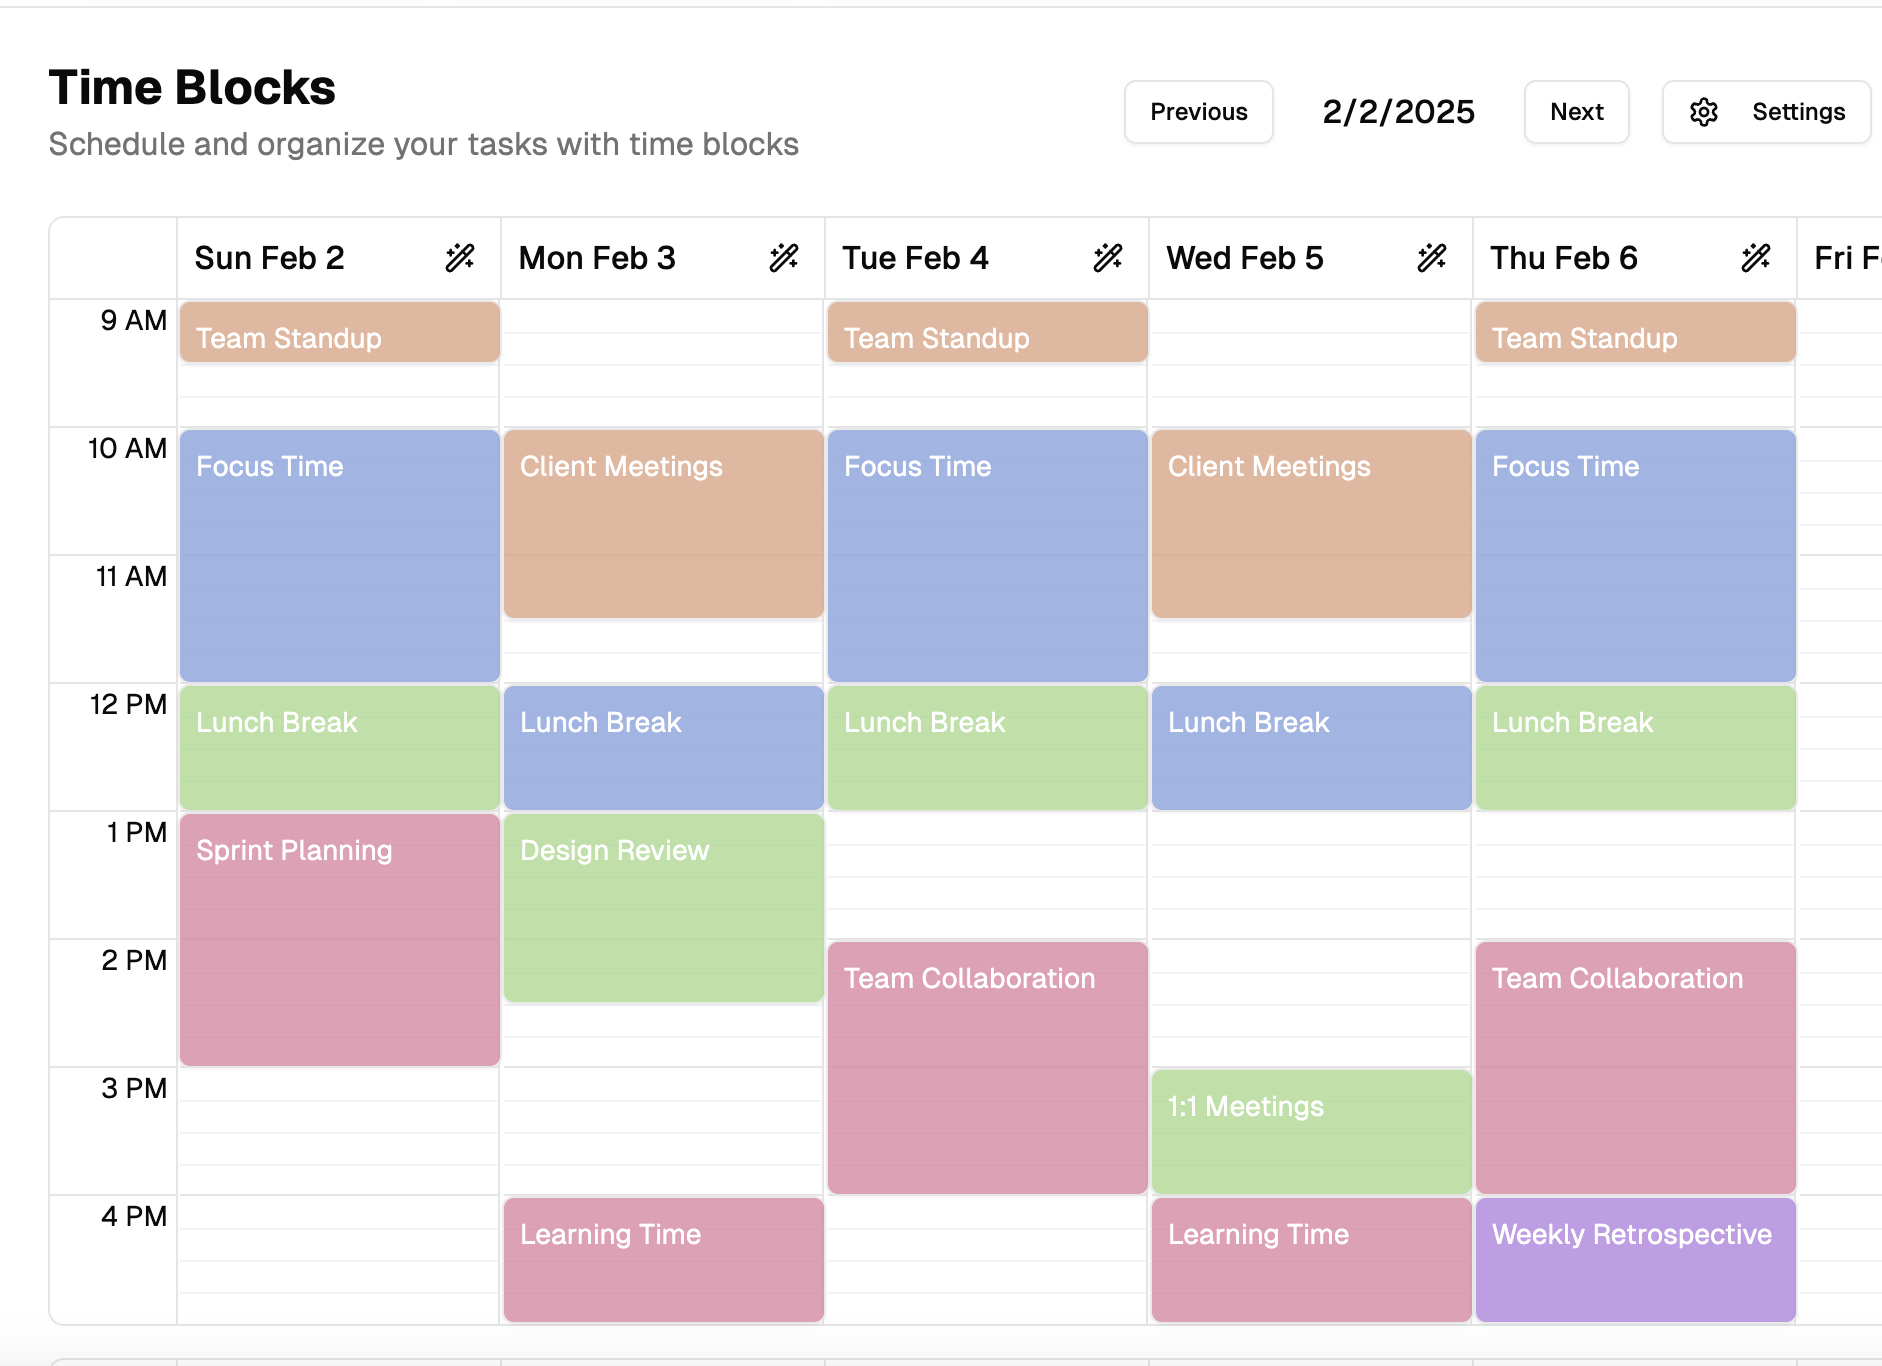 Time Blocks
Schedule and organize your tasks with time blocks
Previous
2/2/2025
Next
Settings
Sun Feb 2
Mon Feb 3
Tue Feb 4
Wed Feb 5
Thu Feb 6
Fri F
9 AM
Team Standup
Team Standup
Team Standup
10 AM
Focus Time
Client Meetings
Focus Time
Client Meetings
Focus Time
11 AM
12 PM
Lunch Break
Lunch Break
Lunch Break
Lunch Break
Lunch Break
1 PM
Sprint Planning
Design Review
2 PM
Team Collaboration
Team Collaboration
3 PM
1:1 Meetings
4 PM
Learning Time
Learning Time
Weekly Retrospective